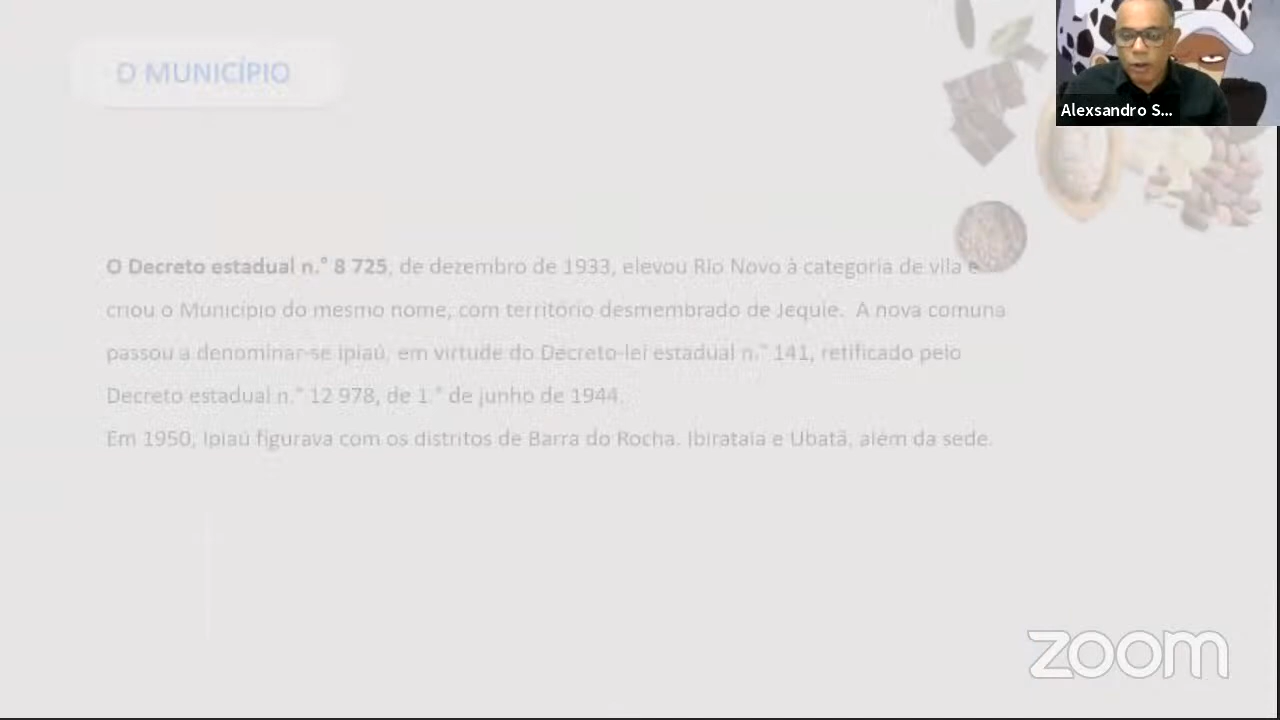 O MUNICÍPIO
Alexsandro S...
O Decreto estadual n.° 8 725, de dezembro de 1933, elevou Rio Novo à categoria de vila e
criou o Município do mesmo nome, com território desmembrado de Jequie. A nova comuna
passou a denominar-se Ipiaú, em virtude do Decreto-lei estadual n.° 141, retificado pelo
Decreto estadual n.° 12 978, de 1.° de junho de 1944.
Em 1950, Ipiaú figurava com os distritos de Barra do Rocha. Ibirataia e Ubatã, além da sede.
zoom